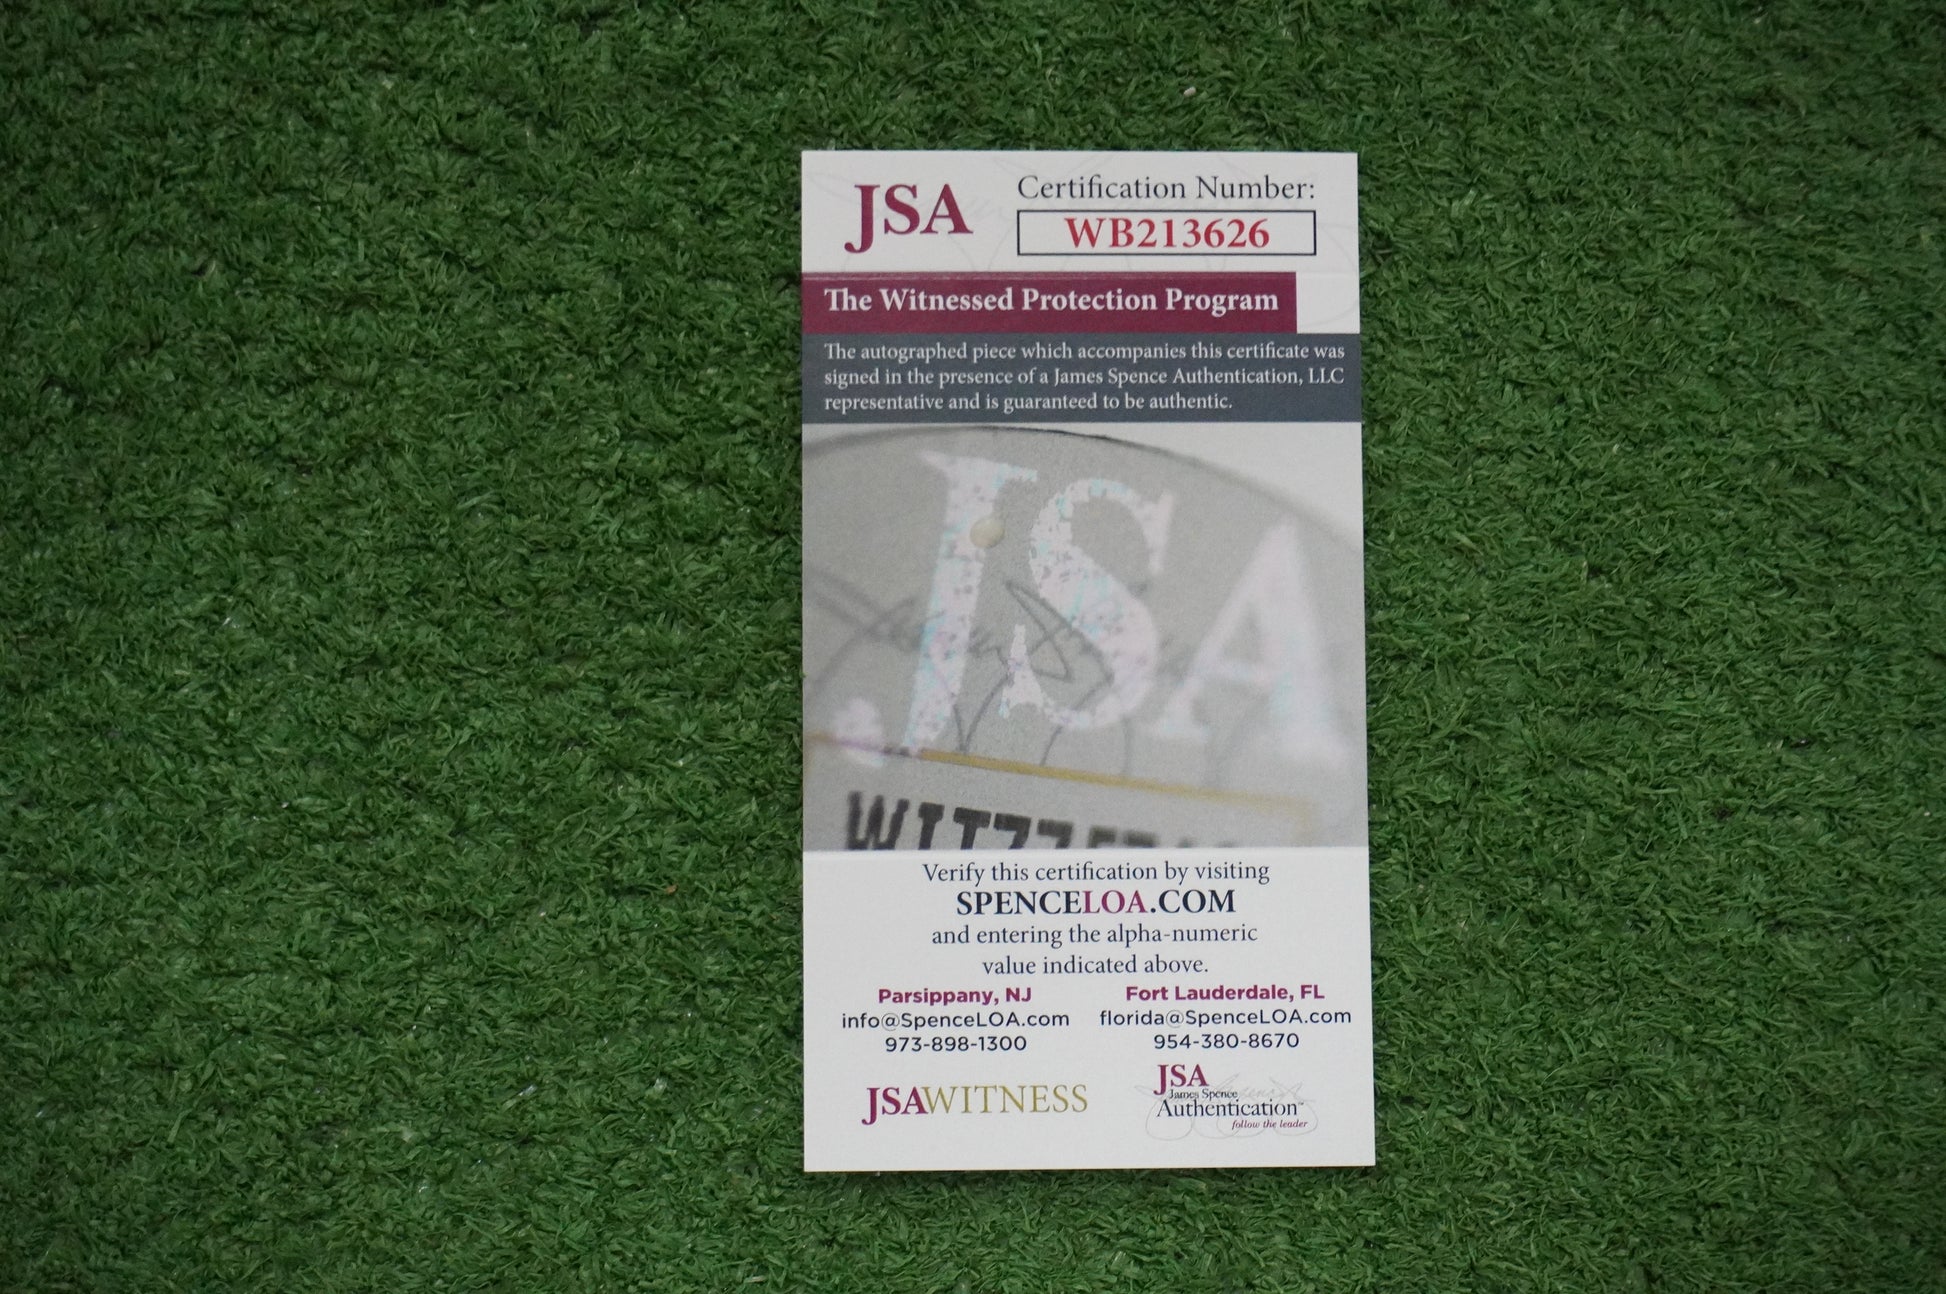 JSA
Certification Number:
WB213626
The Witnessed Protection Program
The autographed piece which accompanies this certificate was
signed in the presence of a James Spence Authentication, LLC
representative and is guaranteed to be authentic.
JSA
Verify this certification by visiting
SPENCELOA.COM
and entering the alpha-numeric
value indicated above.
Parsippany, NJ
info@SpenceLOA.com
973-898-1300
Fort Lauderdale, FL
florida@SpenceLOA.com
954-380-8670
JSAWITNESS
JSA
James Spence
Authentication
follow the leader